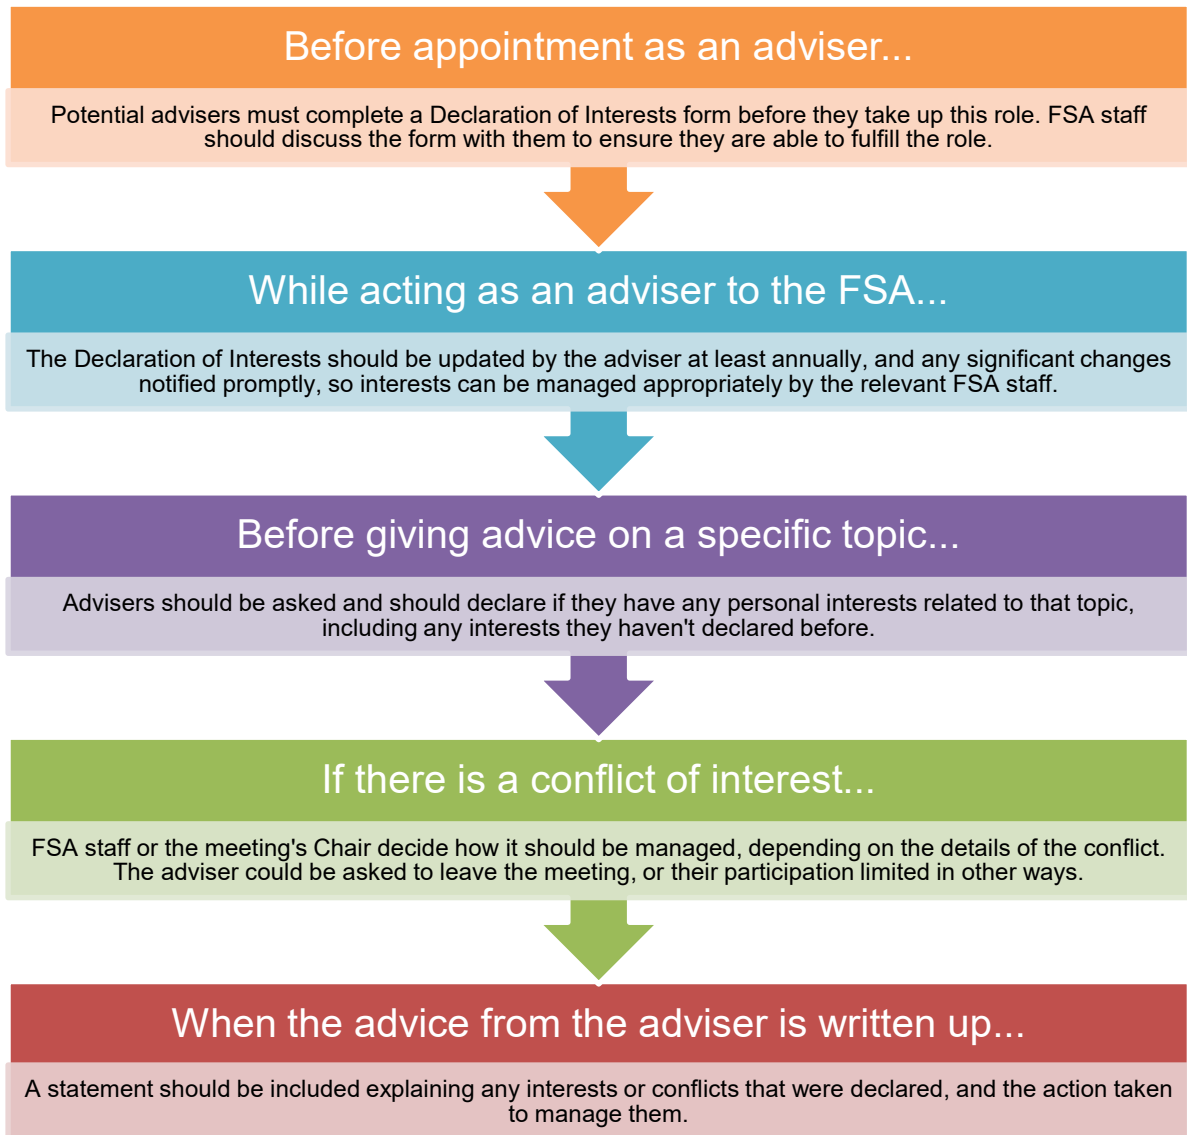 Before appointment as an adviser...
Potential advisers must complete a Declaration of Interests form before they take up this role. FSA staff
should discuss the form with them to ensure they are able to fulfill the role.
While acting as an adviser to the FSA...
The Declaration of Interests should be updated by the adviser at least annually, and any significant changes
notified promptly, so interests can be managed appropriately by the relevant FSA staff.
Before giving advice on a specific topic...
Advisers should be asked and should declare if they have any personal interests related to that topic,
including any interests they haven't declared before.
If there is a conflict of interest...
FSA staff or the meeting's Chair decide how it should be managed, depending on the details of the conflict.
The adviser could be asked to leave the meeting, or their participation limited in other ways.
When the advice from the adviser is written up...
A statement should be included explaining any interests or conflicts that were declared, and the action taken
to manage them.